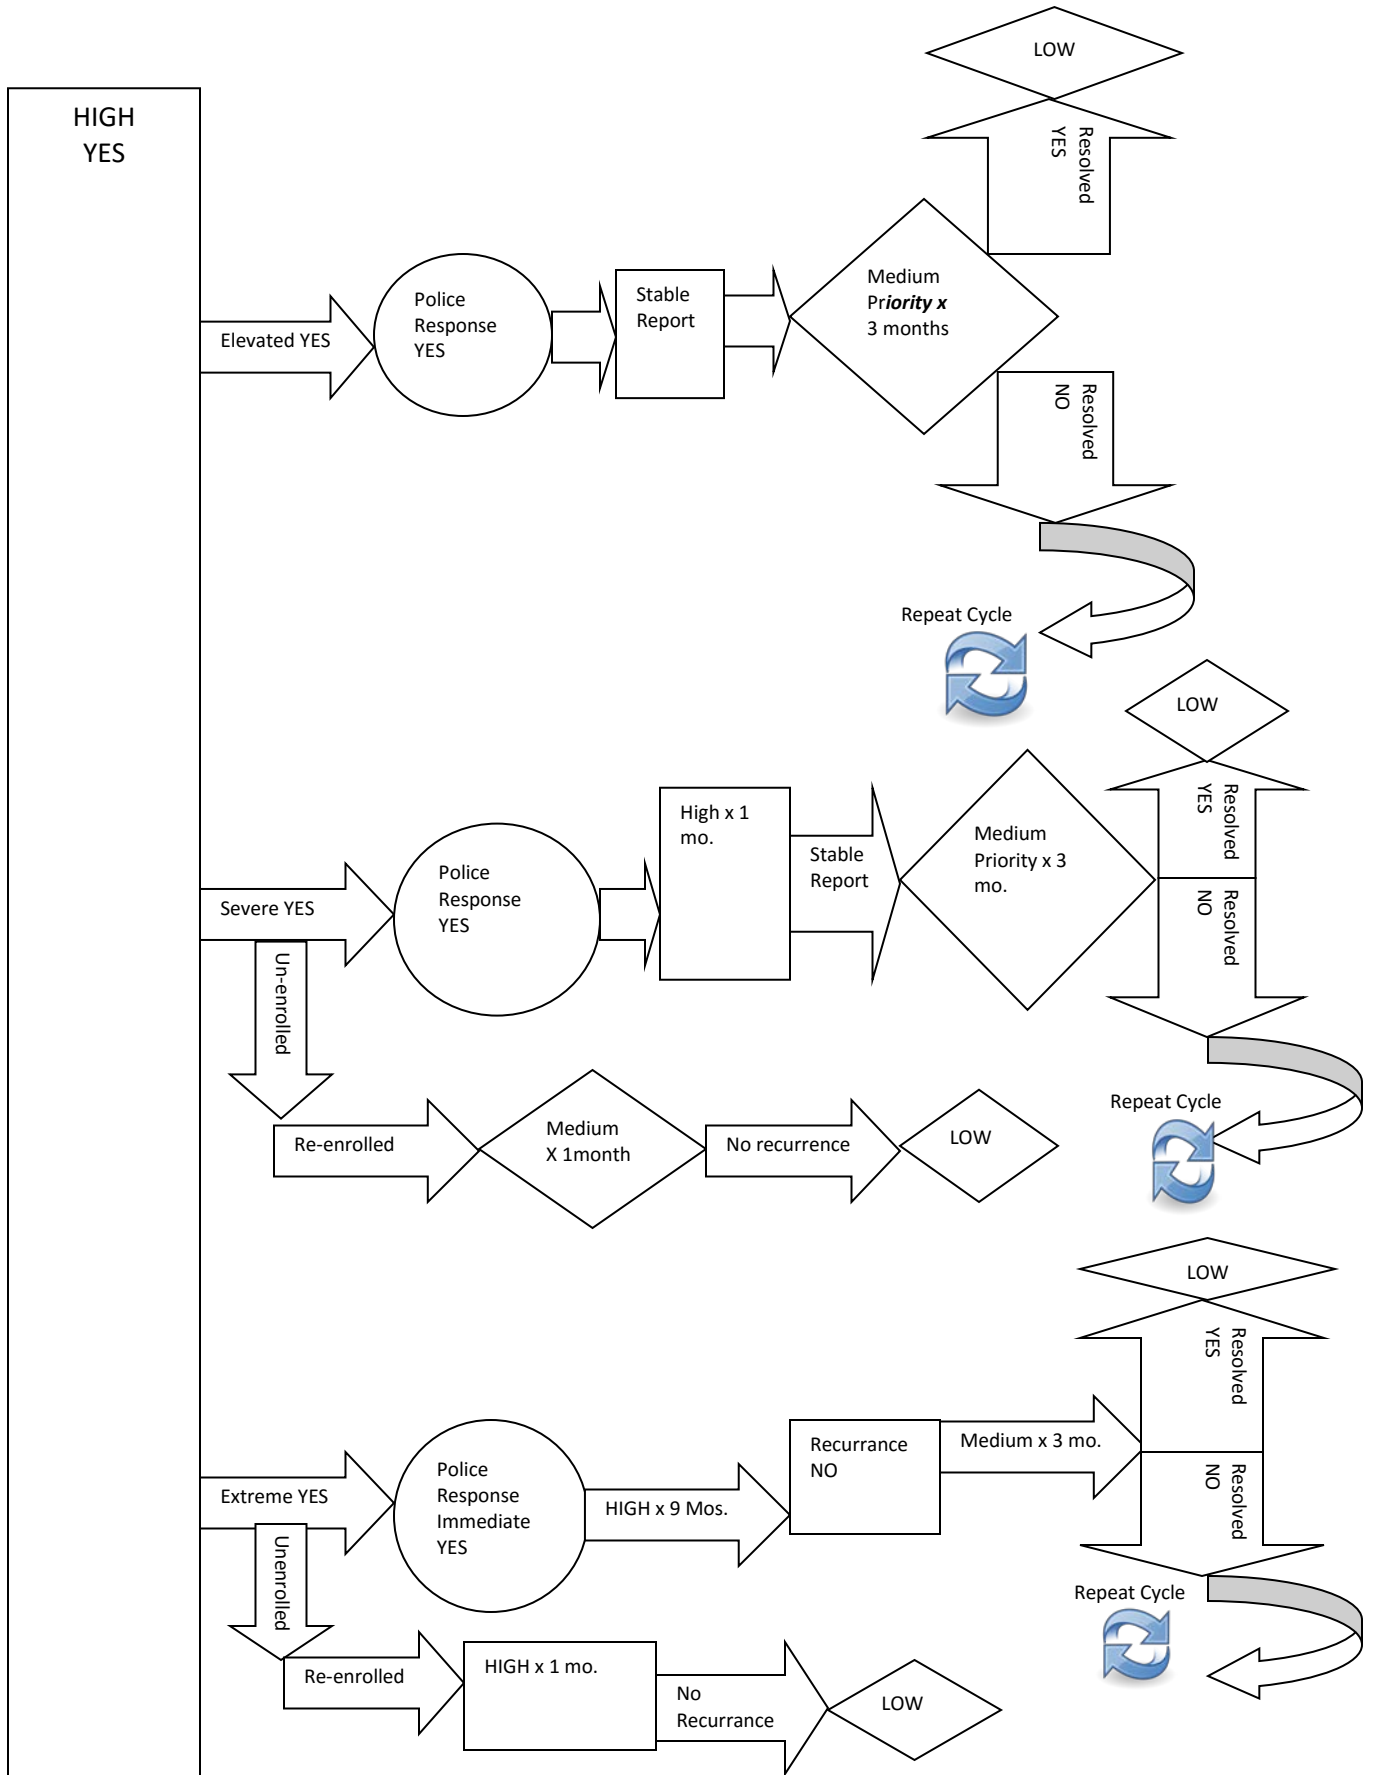 LOW
HIGH
YES
Resolved
YES
Elevated YES
Police
Response
YES
Stable
Report
Medium
Priority x
3 months
Resolved
NO
Repeat Cycle
LOW
Resolved
YES
Severe YES
Police
Response
YES
High x 1
mo.
Stable
Report
Medium
Priority x 3
mo.
Resolved
NO
Repeat Cycle
Un-enrolled
Re-enrolled
Medium
X 1month
No recurrence
LOW
LOW
Resolved
YES
Extreme YES
Police
Response
Immediate
YES
HIGH x 9 Mos.
Recurrance
NO
Medium x 3 mo.
Resolved
NO
Repeat Cycle
Unenrolled
Re-enrolled
HIGH x 1 mo.
No
Recurrance
LOW